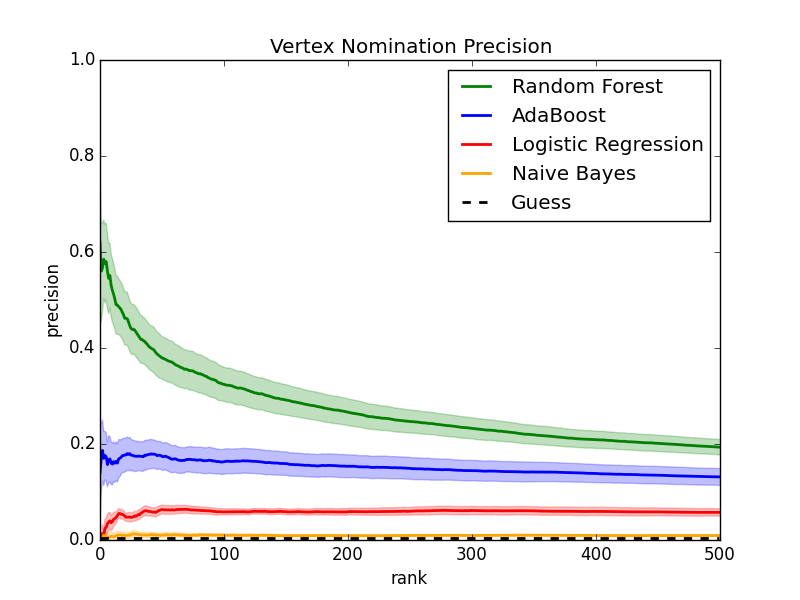 Vertex Nomination Precision
1.0
0.8
0.6
0.4
0.2
0.0
precision
Random Forest
AdaBoost
Logistic Regression
Naive Bayes
Guess
0 100 200 300 400 500
rank